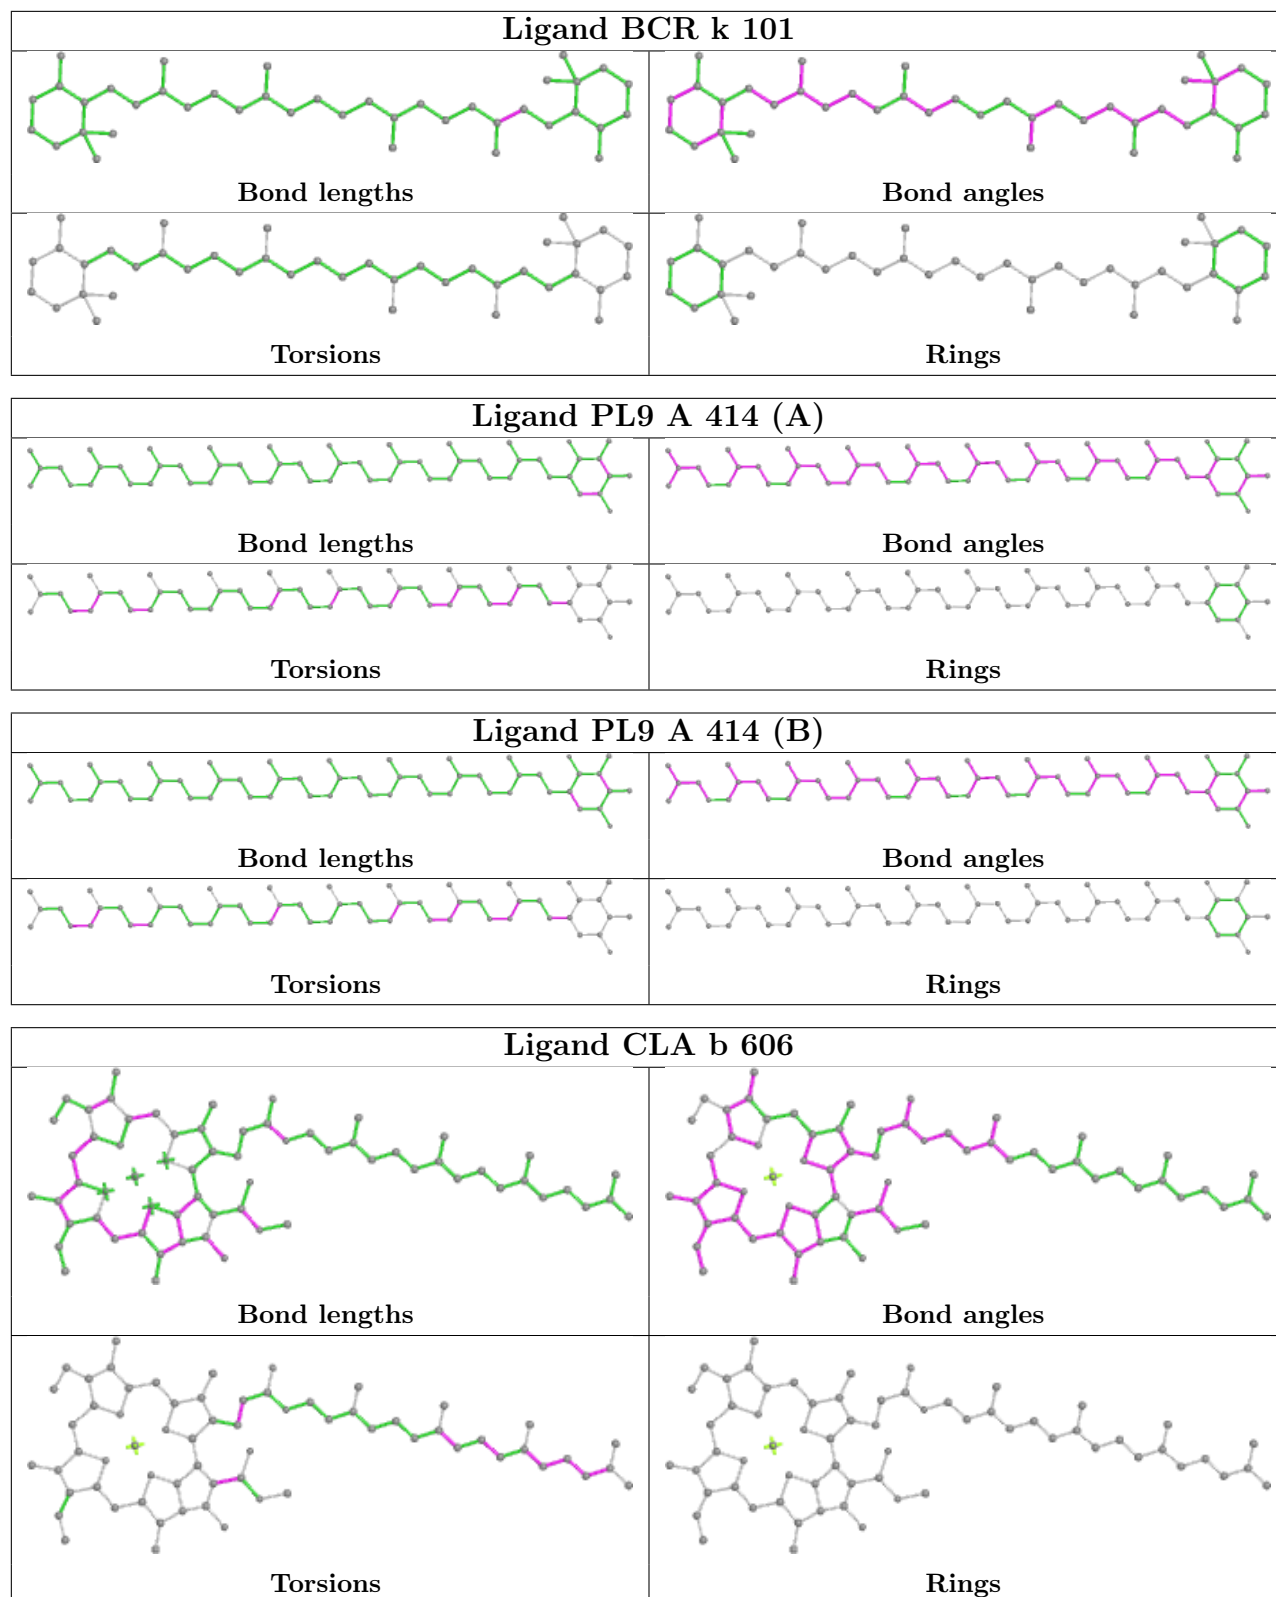 Ligand BCR k 101
Bond lengths
Bond angles
Torsions
Rings
Ligand PL9 A 414 (A)
Bond lengths
Bond angles
Torsions
Rings
Ligand PL9 A 414 (B)
Bond lengths
Bond angles
Torsions
Rings
Ligand CLA b 606
Bond lengths
Bond angles
Torsions
Rings